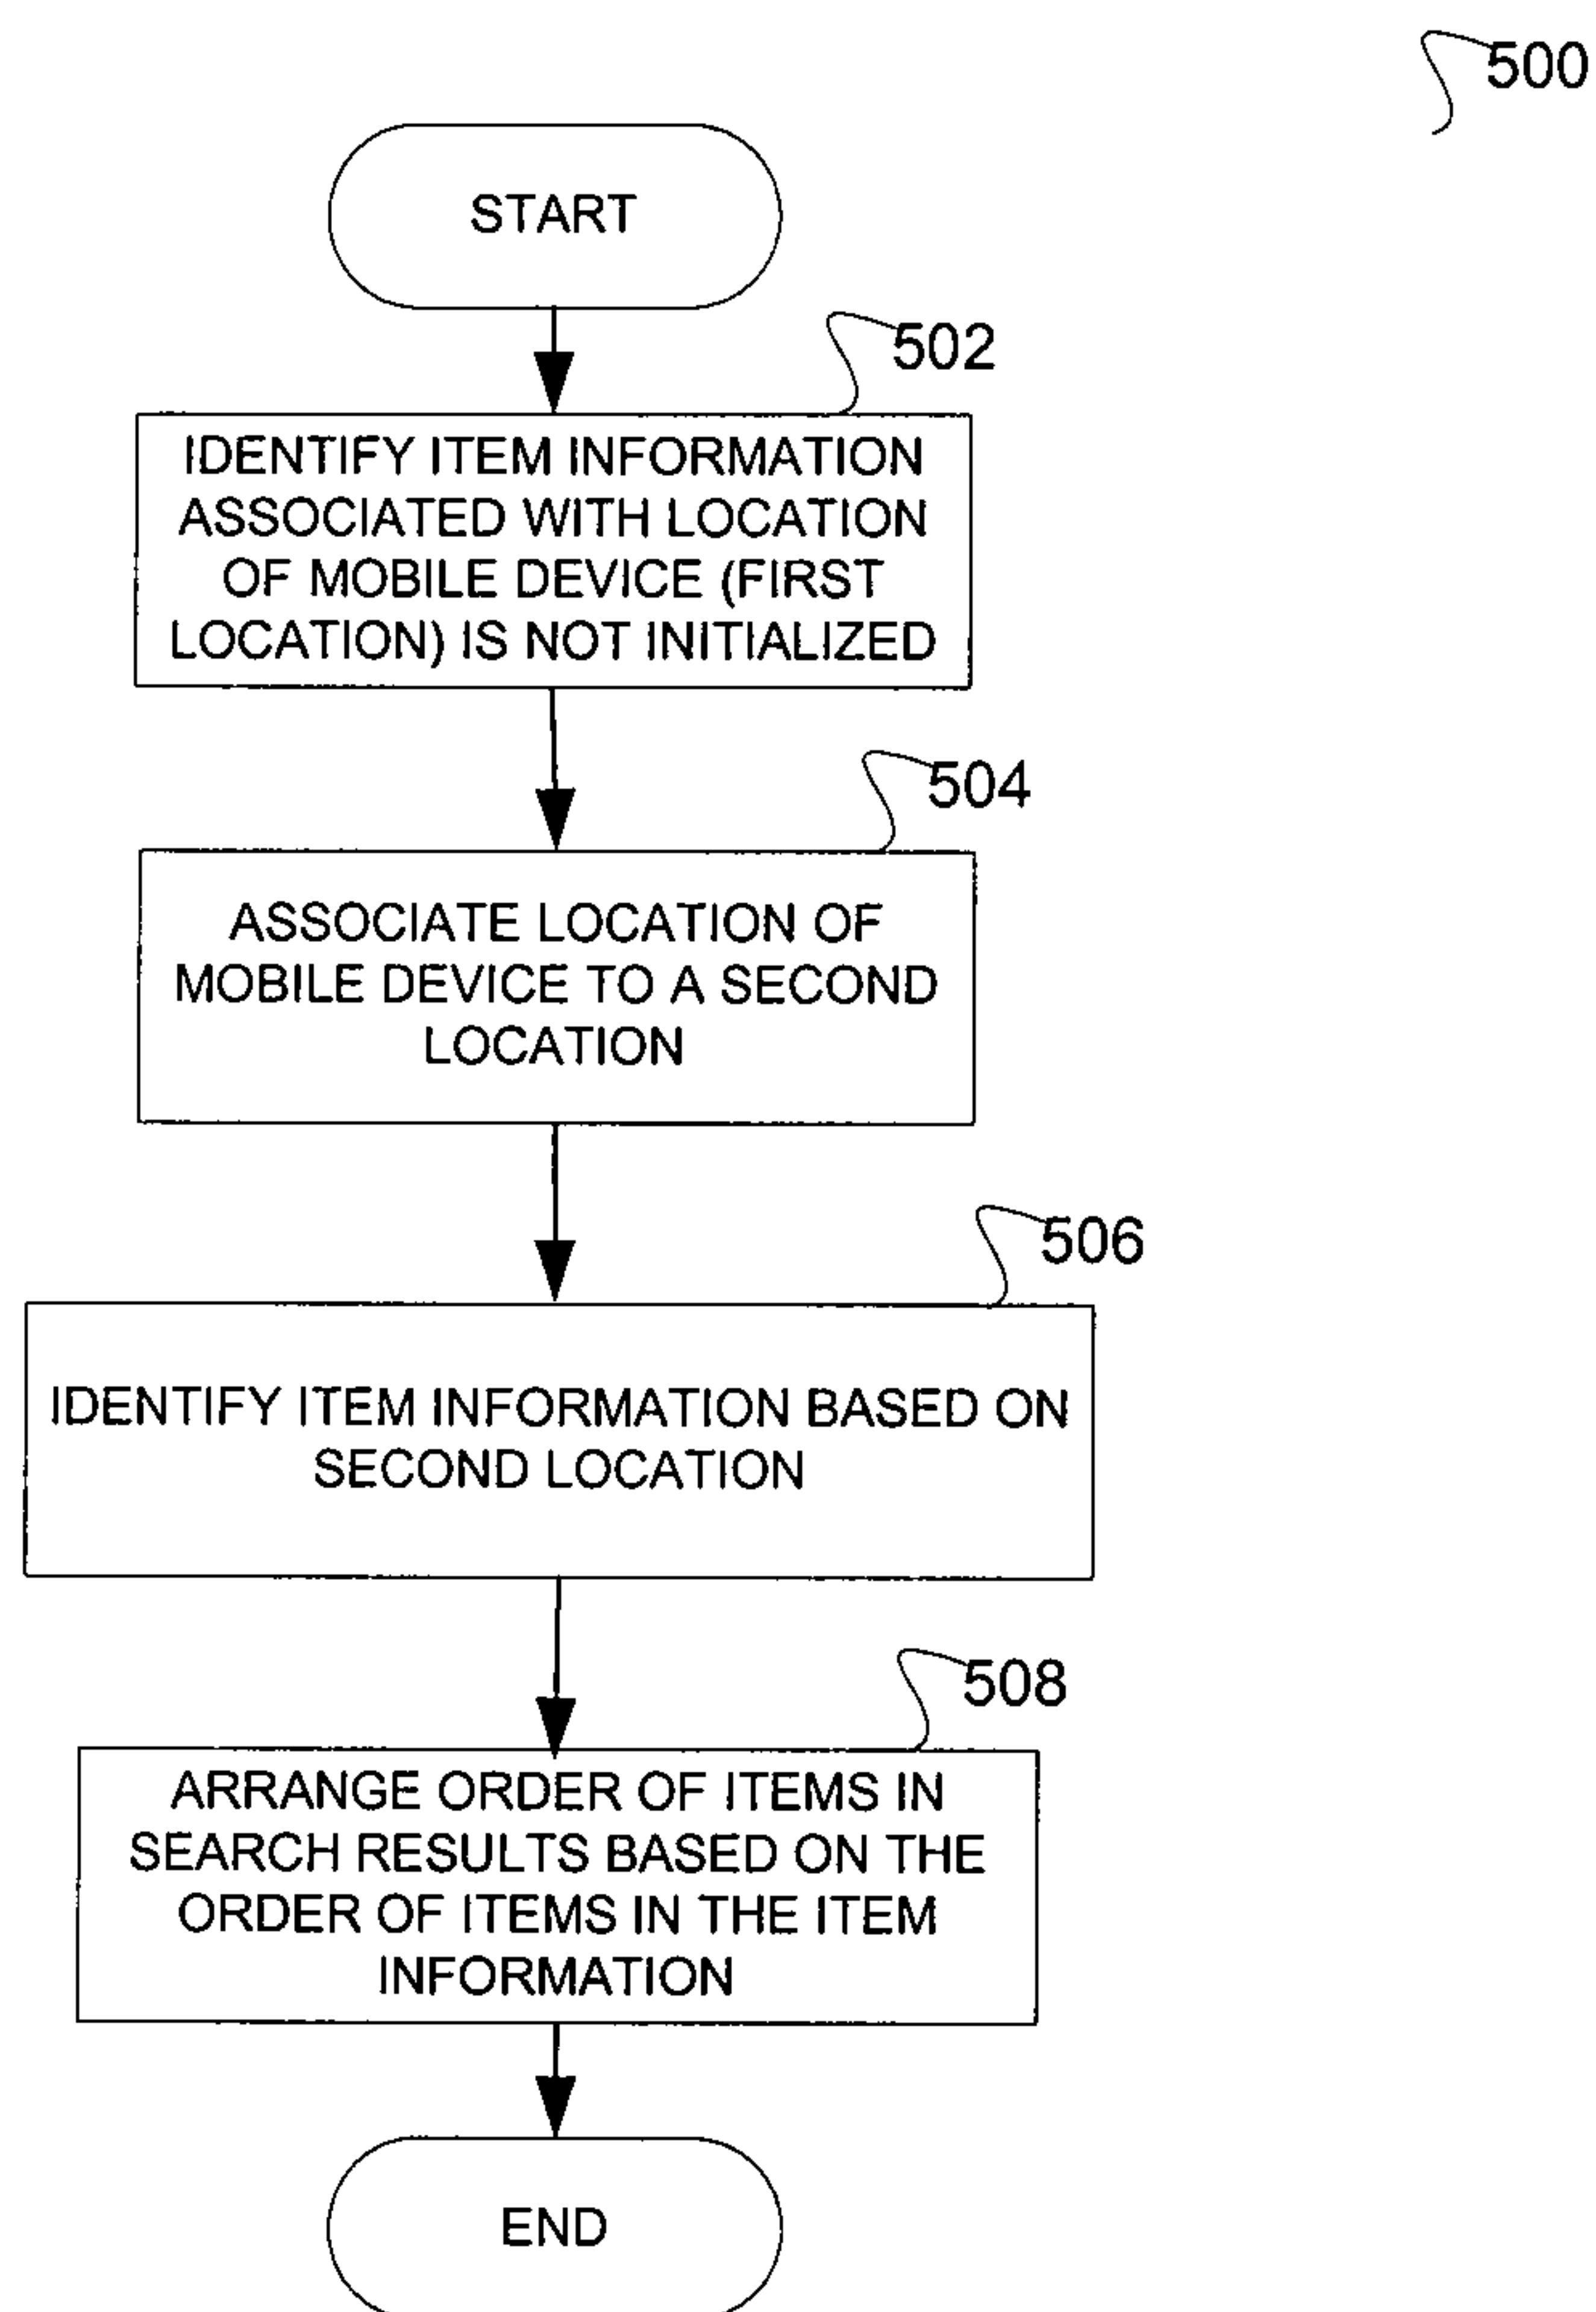 500
START
502
IDENTIFY ITEM INFORMATION
ASSOCIATED WITH LOCATION
OF MOBILE DEVICE (FIRST
LOCATION) IS NOT INITIALIZED
504
ASSOCIATE LOCATION OF
MOBILE DEVICE TO A SECOND
LOCATION
506
IDENTIFY ITEM INFORMATION BASED ON
SECOND LOCATION
508
ARRANGE ORDER OF ITEMS IN
SEARCH RESULTS BASED ON THE
ORDER OF ITEMS IN THE ITEM
INFORMATION
END